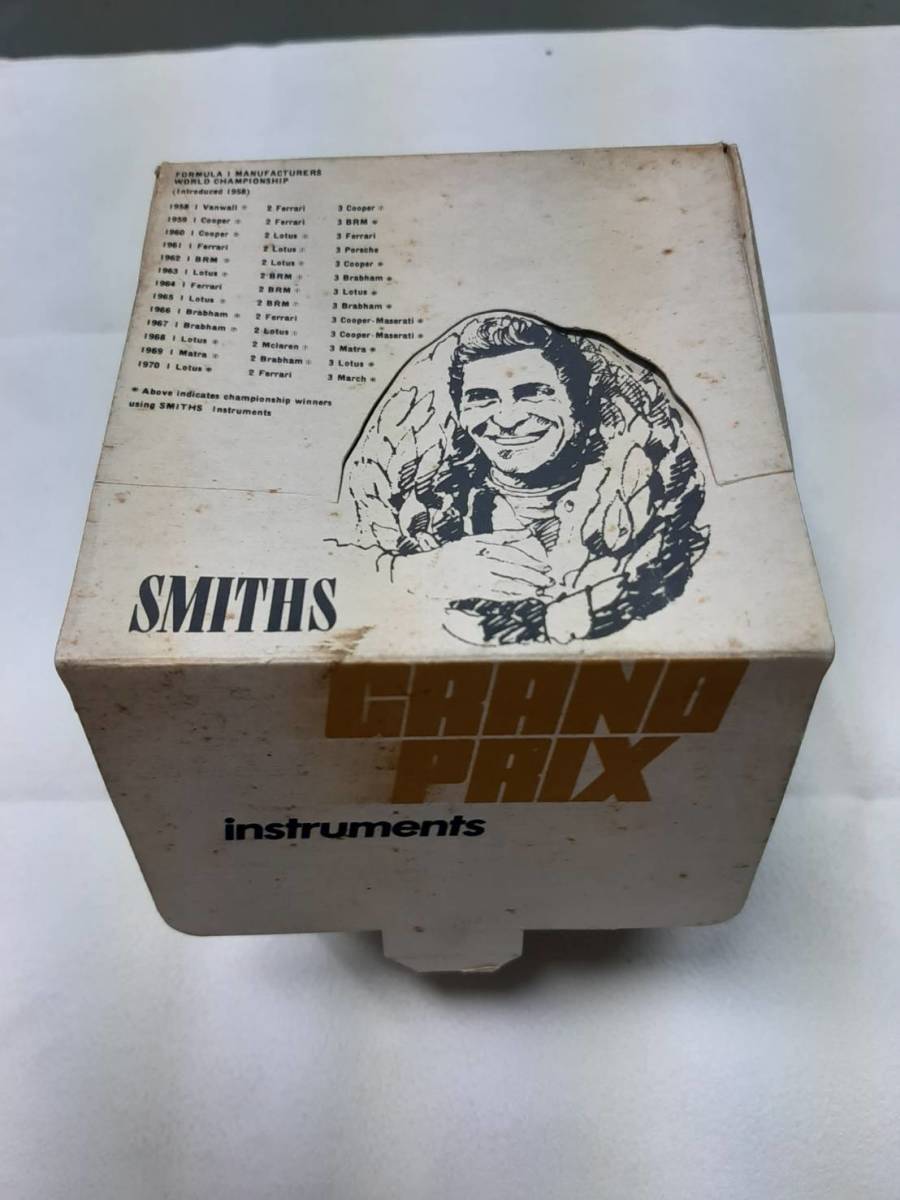 FORMULA 1 MANUFACTURERS
WORLD CHAMPIONSHIP
(Introduced 1958)
1958 1 Vanwall * 2 Ferrari 3 Cooper *
1959 1 Cooper * 2 Ferrari 3 BRM *
1960 1 Cooper * 2 Lotus * 3 Ferrari
1961 1 Ferrari 2 Lotus * 3 Porsche
1962 1 BRM * 2 Lotus * 3 Cooper *
1963 1 Lotus * 2 BRM * 3 Brabham *
1964 1 Ferrari 2 BRM * 3 Lotus *
1965 1 Lotus * 2 BRM * 3 Brabham *
1966 1 Brabham * 2 Ferrari 3 Cooper-Maserati *
1967 1 Brabham * 2 Lotus * 3 Cooper-Maserati *
1968 1 Lotus * 2 Mclaren * 3 Matra *
1969 1 Matra * 2 Brabham * 3 Lotus *
1970 1 Lotus * 2 Ferrari 3 March *
* Above indicates championship winners
using SMITHS Instruments
SMITHS
GRAND
PRIX
instruments